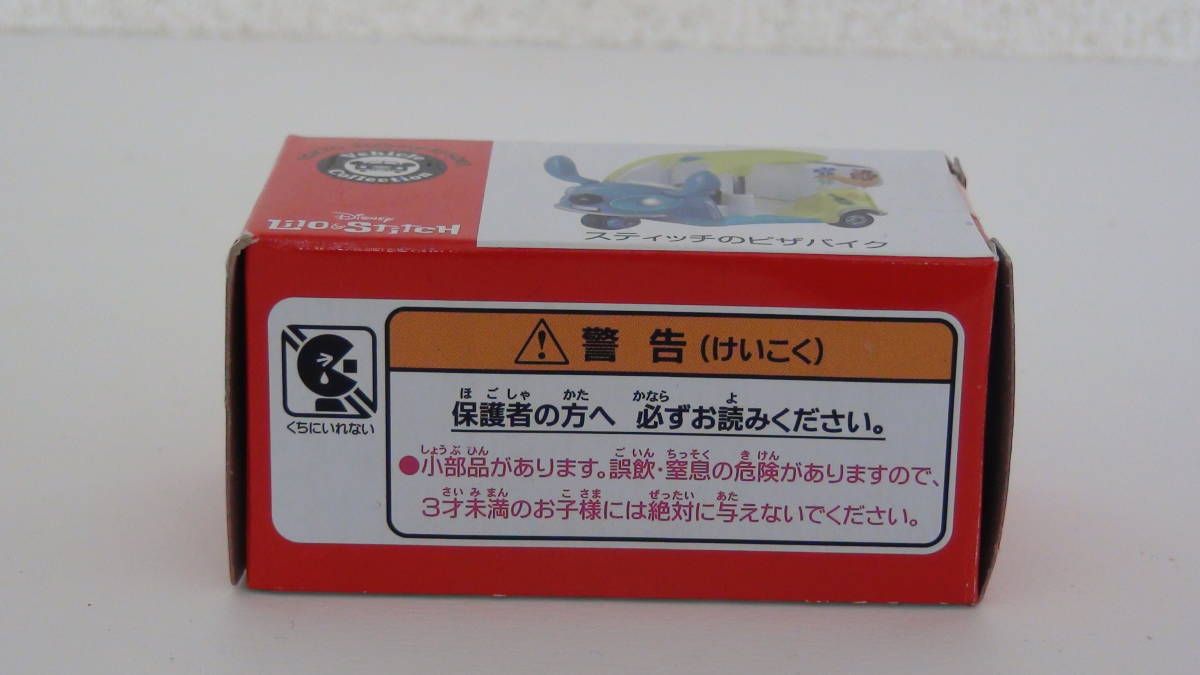 Vehicle
Collection
Disney
Lilo & Stitch
スティッチのピザバイク
警告(けいこく)
くちにいれない
ほごしゃ かた かなら よ
保護者の方へ 必ずお読みください。
しょうぶひん ごいん ちっそく きけん
●小部品があります。誤飲・窒息の危険がありますので、
さいみまん こさま ぜったい あた
3才未満のお子様には絶対に与えないでください。